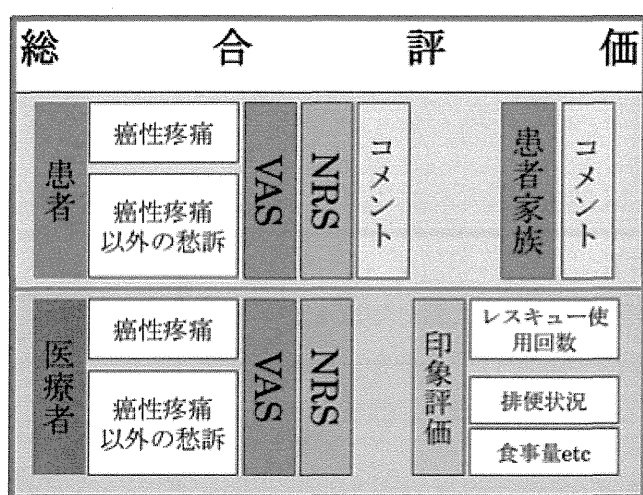 総合評価
患者
癌性疼痛
癌性疼痛
以外の愁訴
VAS
NRS
コメント
患者家族
コメント
医療者
癌性疼痛
癌性疼痛
以外の愁訴
VAS
NRS
印象評価
レスキュー使
用回数
排便状況
食事量etc